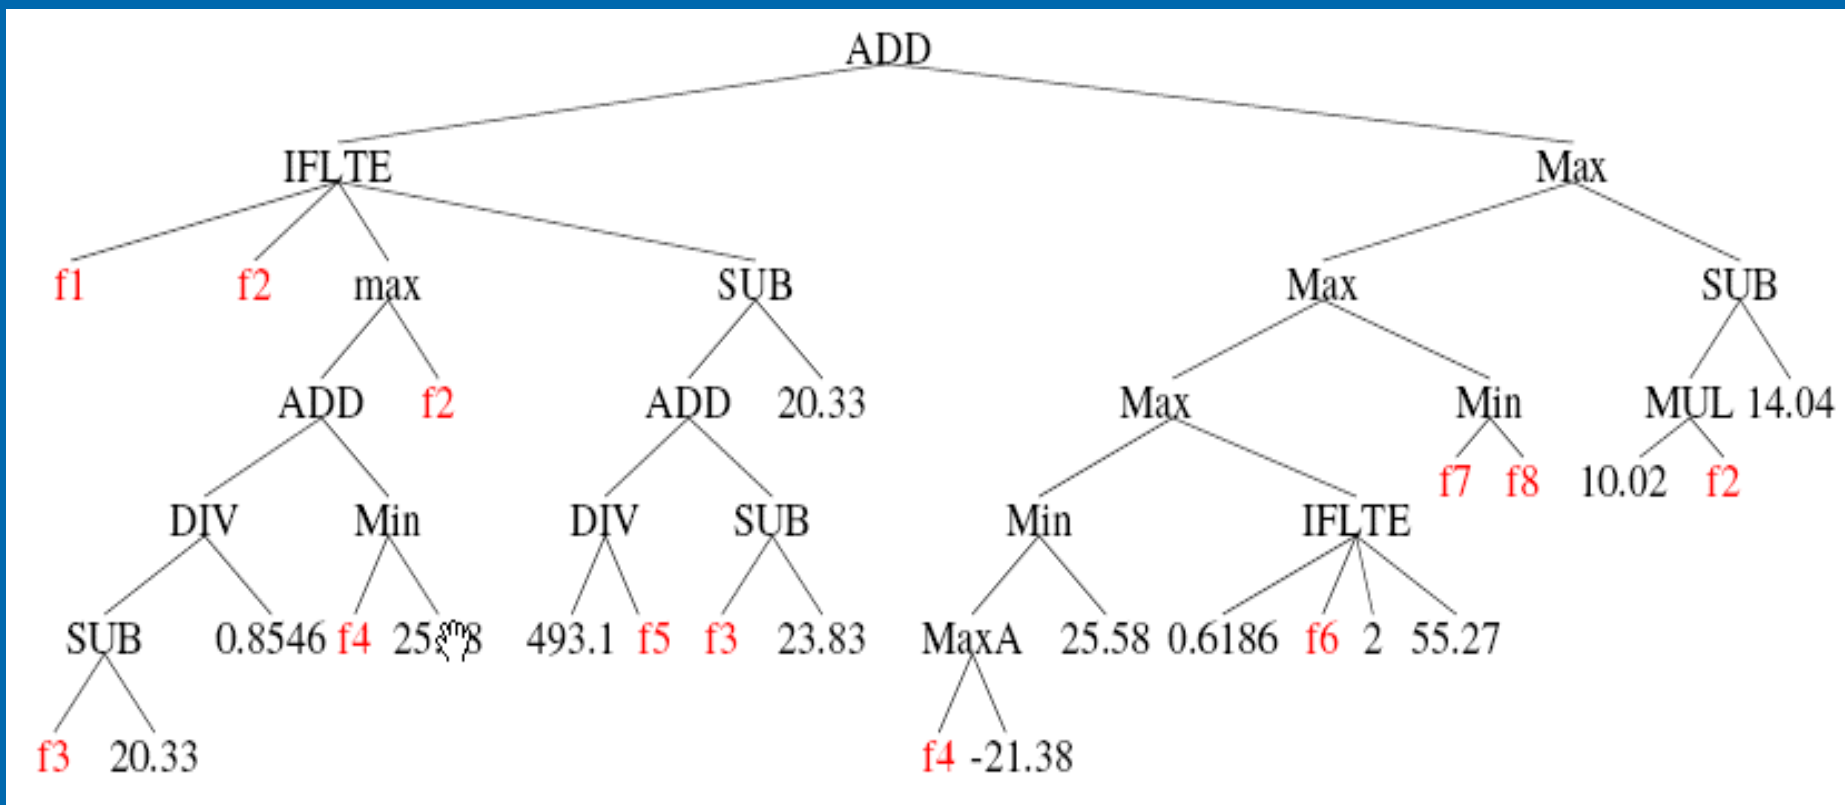 ADD
IFLTE Max
f1 f2 max SUB Max SUB
ADD f2 ADD 20.33 Max Min MUL 14.04
f7 f8 10.02 f2
DIV Min DIV SUB Min IFLTE
SUB 0.8546 f4 493.1 f5 f3 23.83 MaxA 25.58 0.6186 f6 2 55.27
f3 20.33 f4 -21.38